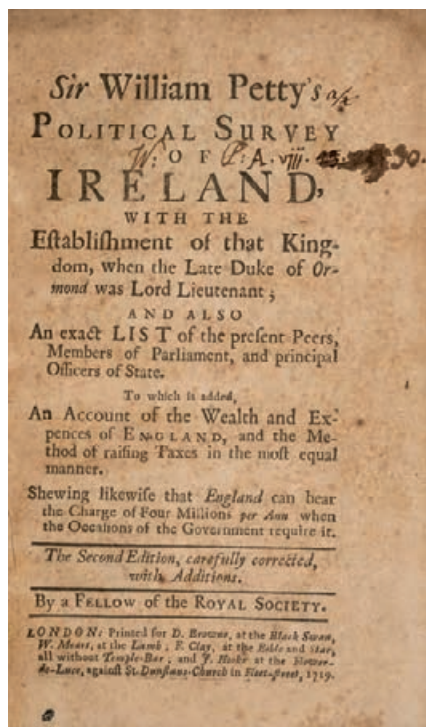 Sir William Petty's
POLITICAL SURVEY
W: OF P: A. viii.
IRELAND,
WITH THE
Eſtabliſhment of that King-
dom, when the Late Duke of Or-
mond was Lord Lieutenant;
AND ALSO
An exact LIST of the preſent Peers,
Members of Parliament, and principal
Officers of State.
To which is added,
An Account of the Wealth and Ex-
pences of ENGLAND, and the Me-
thod of raiſing Taxes in the moſt equal
manner.
Shewing likewiſe that England can bear
the Charge of Four Millions per Ann when
the Occaſions of the Government require it.
The Second Edition, carefully corrected,
with Additions.
By a FELLOW of the ROYAL SOCIETY.
LONDON: Printed for D. Browne, at the Black Swan,
W. Mears, at the Lamb; F. Clay, at the Bible and Star,
all without Temple-Bar; and J. Hooke at the Flower-
de-Luce, againſt St. Dunſtans-Church in Fleet-ſtreet, 1719.